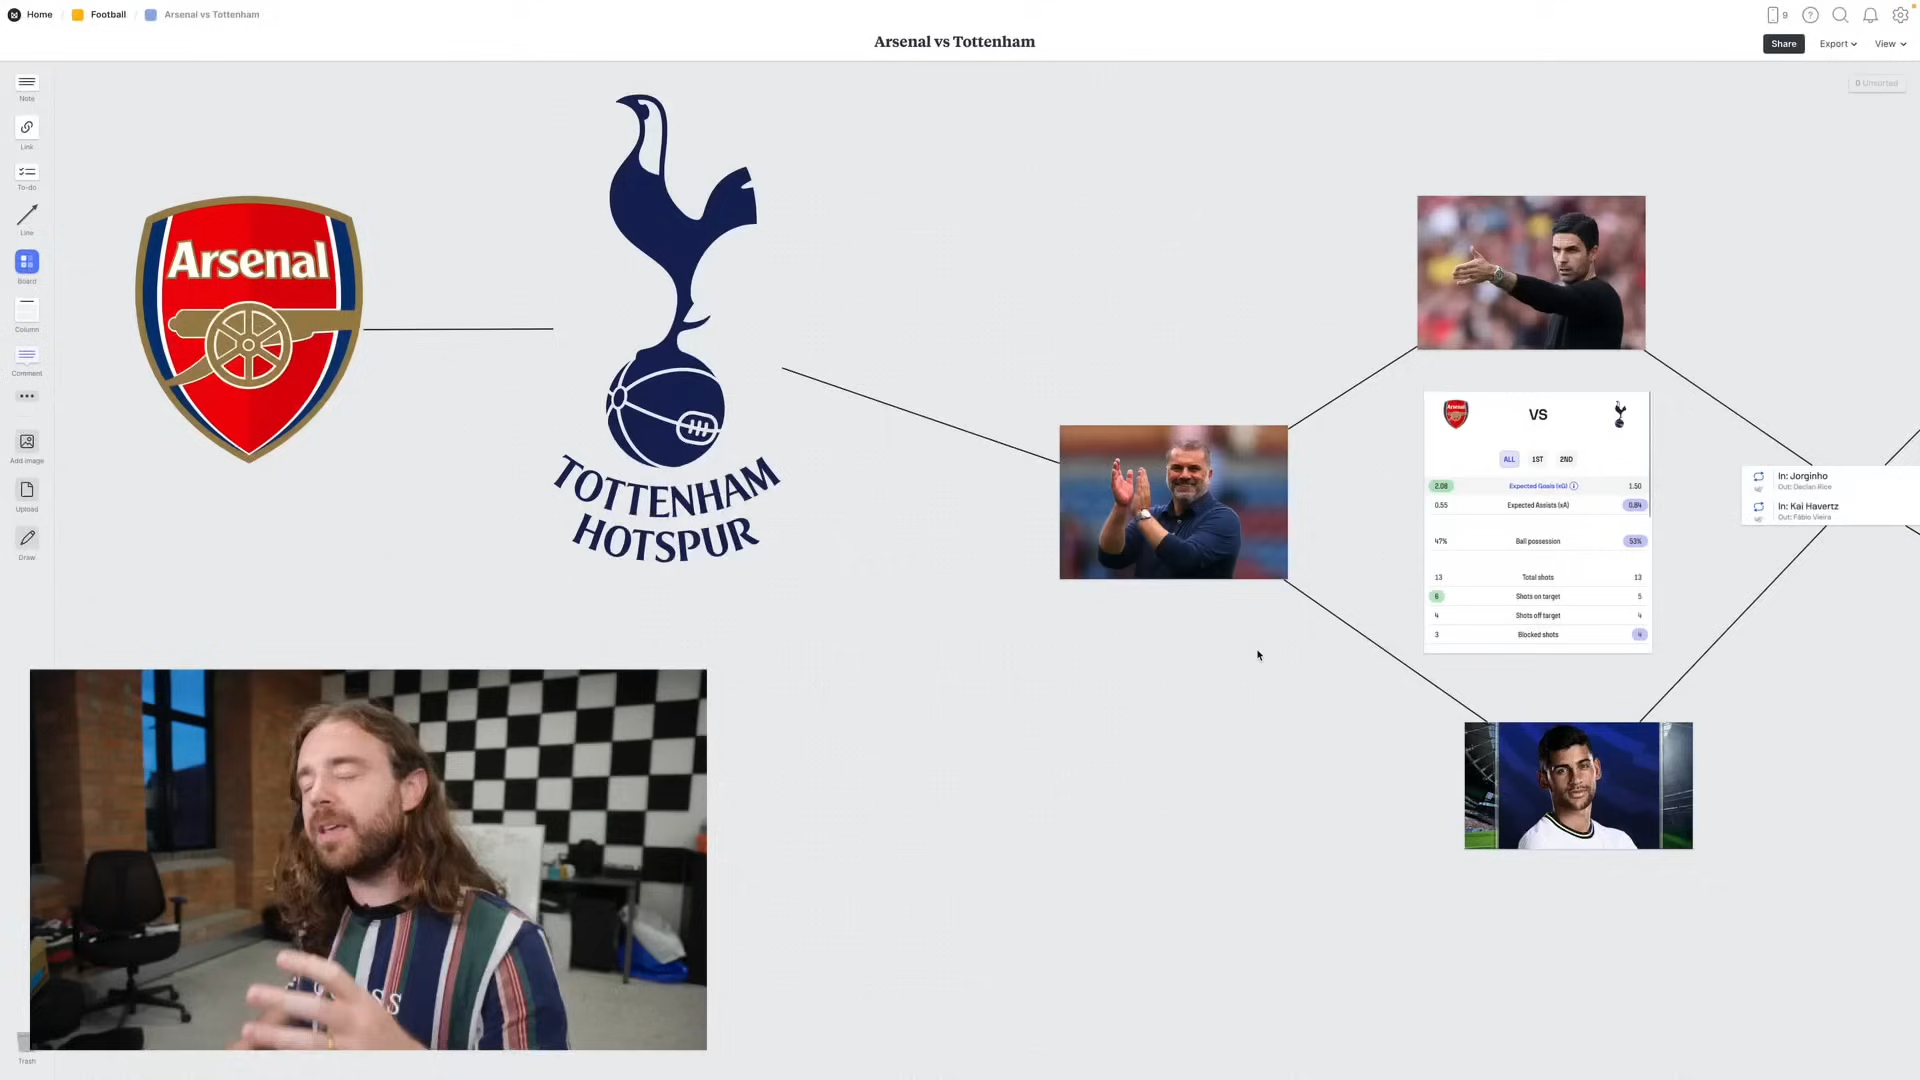 Home
Football
Arsenal vs Tottenham
9
Arsenal vs Tottenham
Share
Export
View
0 Unsorted
Note
Link
To-do
Line
Board
Column
Comment
Add image
Upload
Draw
Trash
Arsenal
TOTTENHAM
HOTSPUR
Arsenal
VS
ALL 1ST 2ND
2.08 Expected Goals (xG) 1.50
0.55 Expected Assists (xA) 0.84
47% Ball possession 53%
13 Total shots 13
6 Shots on target 5
4 Shots off target 4
3 Blocked shots 4
In: Jorginho
Out: Declan Rice
In: Kai Havertz
Out: Fábio Vieira